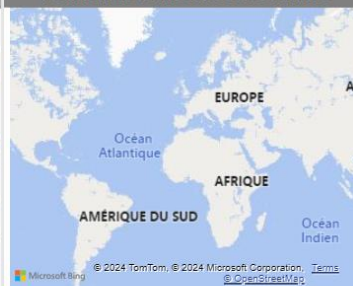 EUROPE
A
Océan
Atlantique
AFRIQUE
AMÉRIQUE DU SUD
Océan
Indien
Microsoft Bing
© 2024 TomTom, © 2024 Microsoft Corporation, Terms
© OpenStreetMap